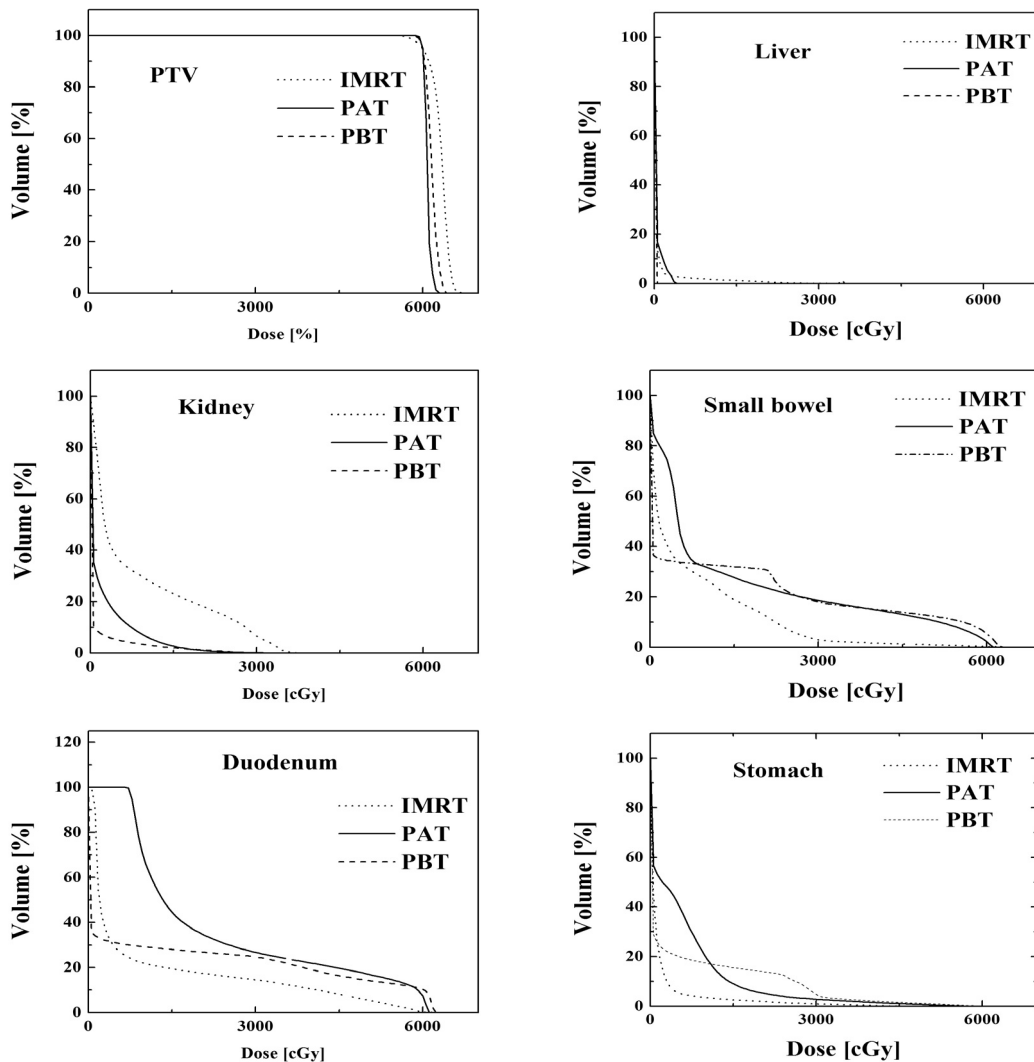 PTV
IMRT
PAT
PBT
Volume [%]
100
80
60
40
20
0
0
3000
6000
Dose [%]
Liver
IMRT
PAT
PBT
Volume [%]
100
80
60
40
20
0
0
3000
6000
Dose [cGy]
Kidney
IMRT
PAT
PBT
Volume [%]
100
80
60
40
20
0
0
3000
6000
Dose [cGy]
Small bowel
IMRT
PAT
PBT
Volume [%]
100
80
60
40
20
0
0
3000
6000
Dose [cGy]
Duodenum
IMRT
PAT
PBT
Volume [%]
120
100
80
60
40
20
0
0
3000
6000
Dose [cGy]
Stomach
IMRT
PAT
PBT
Volume [%]
100
80
60
40
20
0
0
3000
6000
Dose [cGy]